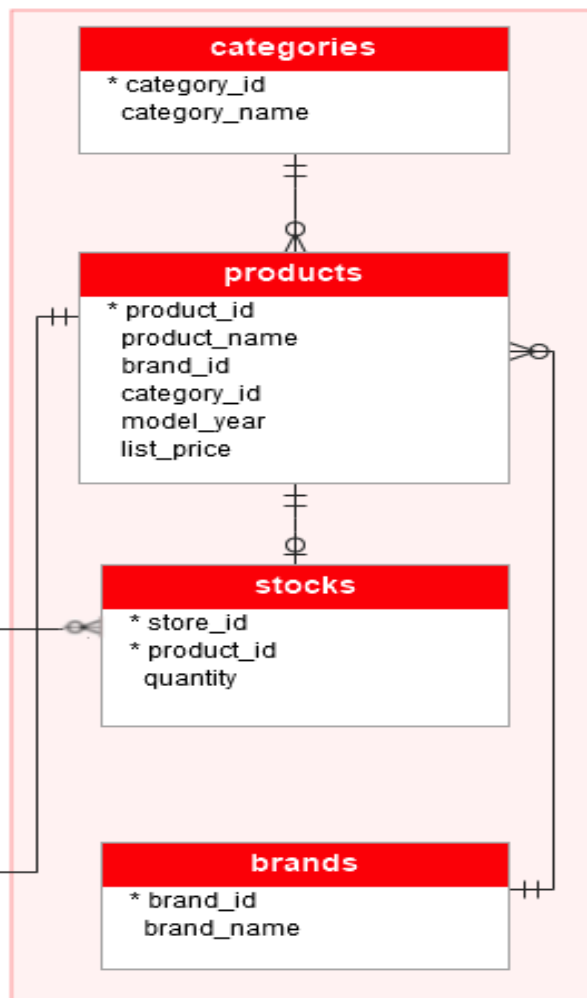 categories
* category_id
category_name
products
* product_id
product_name
brand_id
category_id
model_year
list_price
stocks
* store_id
* product_id
quantity
brands
* brand_id
brand_name